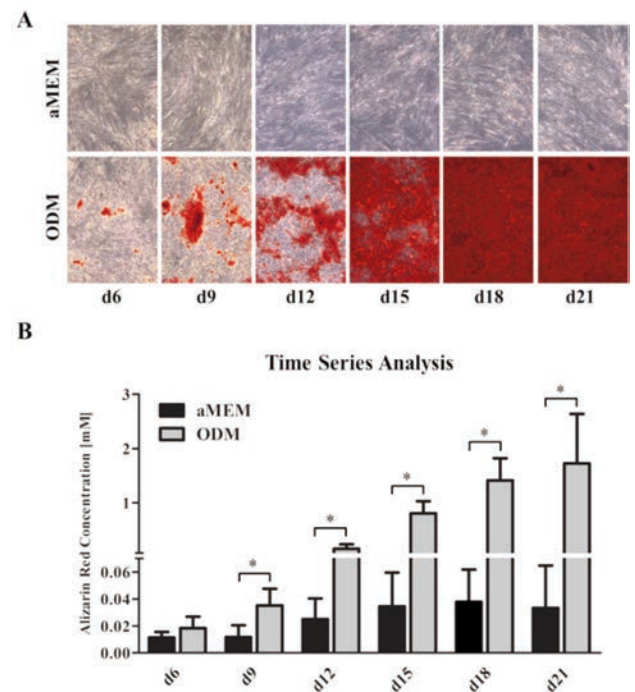 A
aMEM
ODM
d6 d9 d12 d15 d18 d21
B
Time Series Analysis
Alizarin Red Concentration [mM]
3
2
1
0.06
0.04
0.02
0.00
aMEM
ODM
*
*
*
*
*
d6 d9 d12 d15 d18 d21